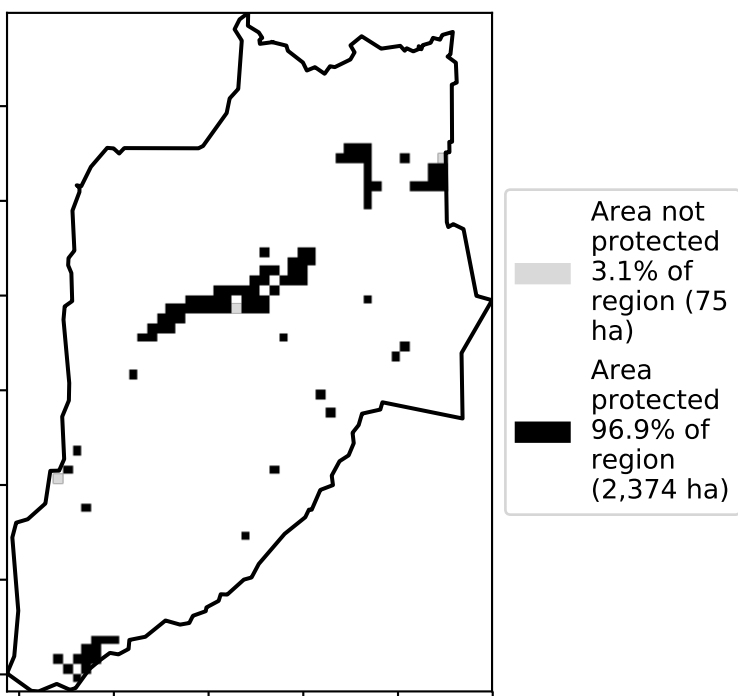 Area not
protected
3.1% of
region (75
ha)
Area
protected
96.9% of
region
(2,374 ha)